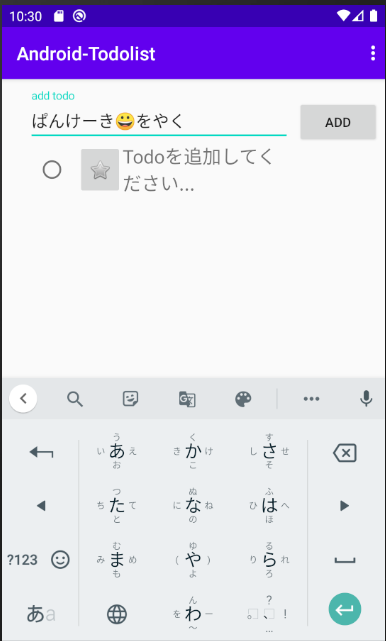 10:30
Android-Todolist
add todo
ぱんけーき😀をやく
ADD
Todoを追加してく
ださい...
う く す
い あ え き か け し さ せ
お こ そ
つ ぬ ふ
ち た て に な ね ひ は へ
と の ほ
む ゆ る
?123 み ま め ( や ) り ら れ
も よ ろ
ん ?
あa を わ ー 。 、 !
〜 …